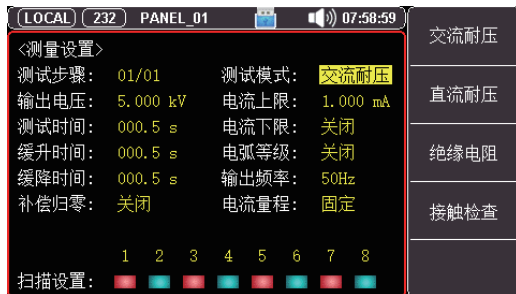 (LOCAL) (232) PANEL_01 07:58:59
<测量设置>
测试步骤: 01/01 测试模式: 交流耐压
输出电压: 5.000 kV 电流上限: 1.000 mA
测试时间: 000.5 s 电流下限: 关闭
缓升时间: 000.5 s 电弧等级: 关闭
缓降时间: 000.5 s 输出频率: 50Hz
补偿归零: 关闭 电流量程: 固定
1 2 3 4 5 6 7 8
扫描设置:
交流耐压
直流耐压
绝缘电阻
接触检查